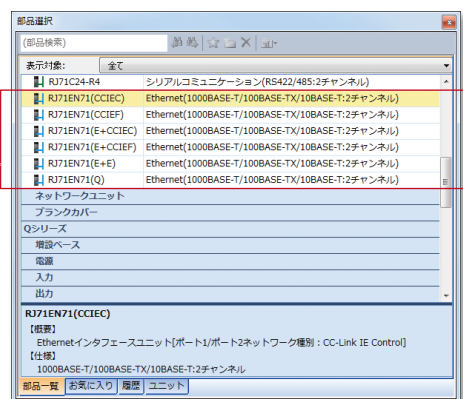 部品選択
(部品検索)
表示対象: 全て
RJ71C24-R4 シリアルコミュニケーション(RS422/485:2チャンネル)
RJ71EN71(CCIEC) Ethernet(1000BASE-T/100BASE-TX/10BASE-T:2チャンネル)
RJ71EN71(CCIEF) Ethernet(1000BASE-T/100BASE-TX/10BASE-T:2チャンネル)
RJ71EN71(E+CCIEC) Ethernet(1000BASE-T/100BASE-TX/10BASE-T:2チャンネル)
RJ71EN71(E+CCIEF) Ethernet(1000BASE-T/100BASE-TX/10BASE-T:2チャンネル)
RJ71EN71(E+E) Ethernet(1000BASE-T/100BASE-TX/10BASE-T:2チャンネル)
RJ71EN71(Q) Ethernet(1000BASE-T/100BASE-TX/10BASE-T:2チャンネル)
ネットワークユニット
ブランクカバー
Qシリーズ
増設ベース
電源
入力
出力
RJ71EN71(CCIEC)
【概要】
Ethernetインタフェースユニット[ポート1/ポート2ネットワーク種別：CC-Link IE Control]
【仕様】
1000BASE-T/100BASE-TX/10BASE-T:2チャンネル
部品一覧 お気に入り 履歴 ユニット